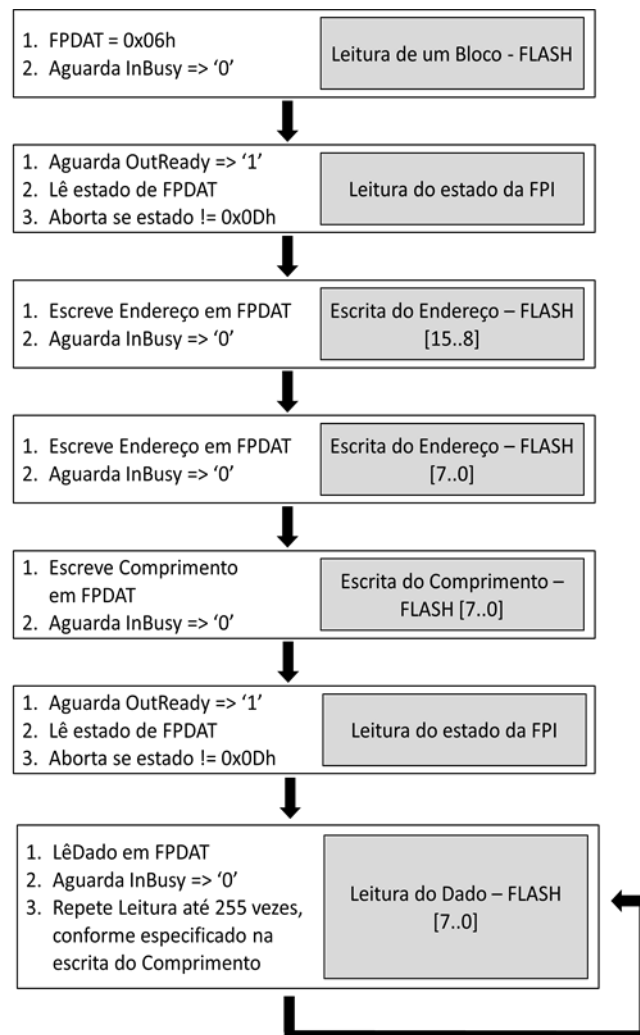 1. FPDAT = 0x06h
2. Aguarda InBusy => ‘0’
Leitura de um Bloco - FLASH
1. Aguarda OutReady => ‘1’
2. Lê estado de FPDAT
3. Aborta se estado != 0x0Dh
Leitura do estado da FPI
1. Escreve Endereço em FPDAT
2. Aguarda InBusy => ‘0’
Escrita do Endereço – FLASH
[15..8]
1. Escreve Endereço em FPDAT
2. Aguarda InBusy => ‘0’
Escrita do Endereço – FLASH
[7..0]
1. Escreve Comprimento
em FPDAT
2. Aguarda InBusy => ‘0’
Escrita do Comprimento –
FLASH [7..0]
1. Aguarda OutReady => ‘1’
2. Lê estado de FPDAT
3. Aborta se estado != 0x0Dh
Leitura do estado da FPI
1. LêDado em FPDAT
2. Aguarda InBusy => ‘0’
3. Repete Leitura até 255 vezes,
conforme especificado na
escrita do Comprimento
Leitura do Dado – FLASH
[7..0]